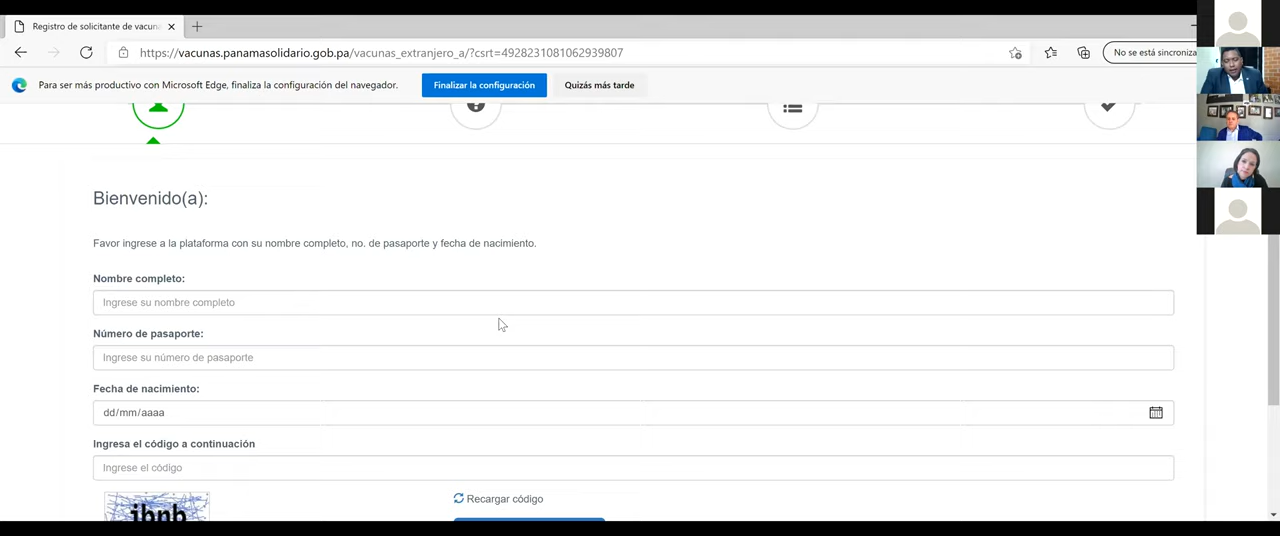 Registro de solicitante de vacuna
https://vacunas.panamasolidario.gob.pa/vacunas_extranjero_a/?csrt=4928231081062939807
No se está sincroniza
Para ser más productivo con Microsoft Edge, finaliza la configuración del navegador.
Finalizar la configuración
Quizás más tarde
Bienvenido(a):
Favor ingrese a la plataforma con su nombre completo, no. de pasaporte y fecha de nacimiento.
Nombre completo:
Ingrese su nombre completo
Número de pasaporte:
Ingrese su número de pasaporte
Fecha de nacimiento:
dd/mm/aaaa
Ingresa el código a continuación
Ingrese el código
Recargar código